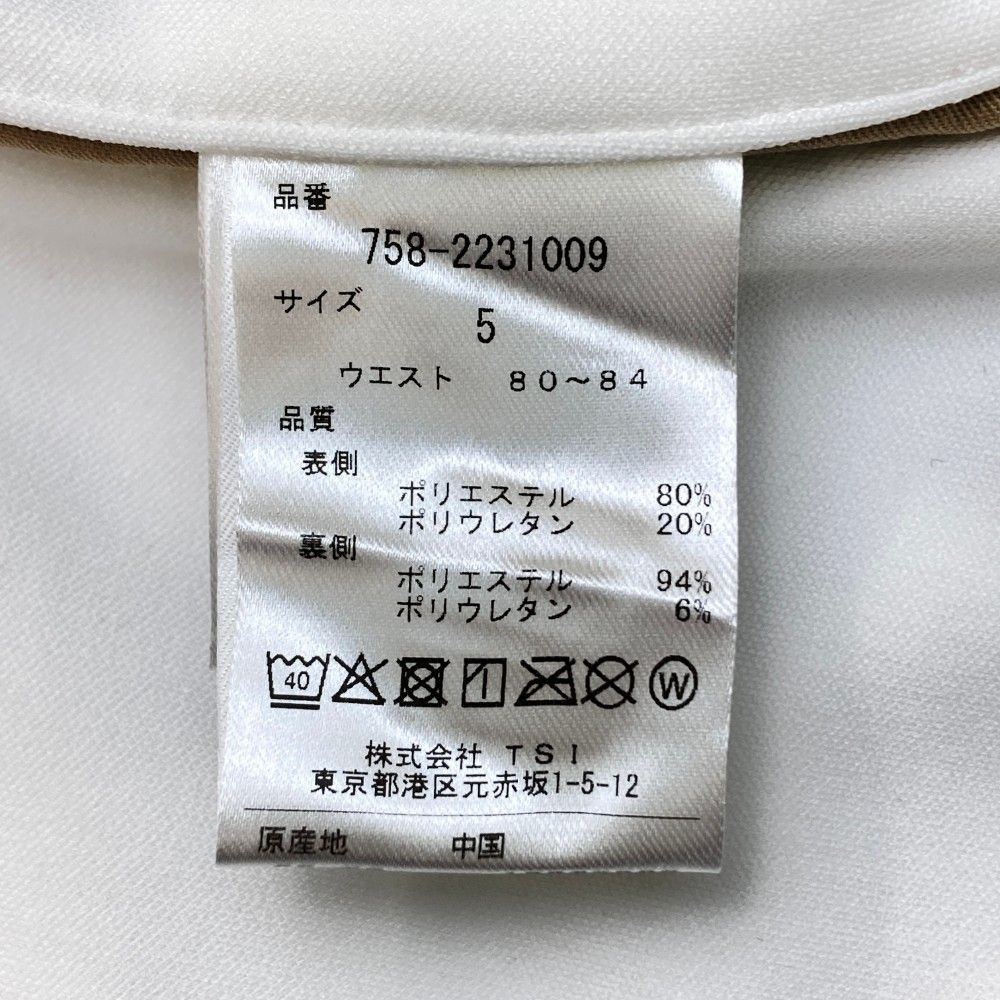 品番
758-2231009
サイズ
5
ウエスト 80～84
品質
表側
ポリエステル 80%
ポリウレタン 20%
裏側
ポリエステル 94%
ポリウレタン 6%
40 W
株式会社 TSI
東京都港区元赤坂1-5-12
原産地 中国